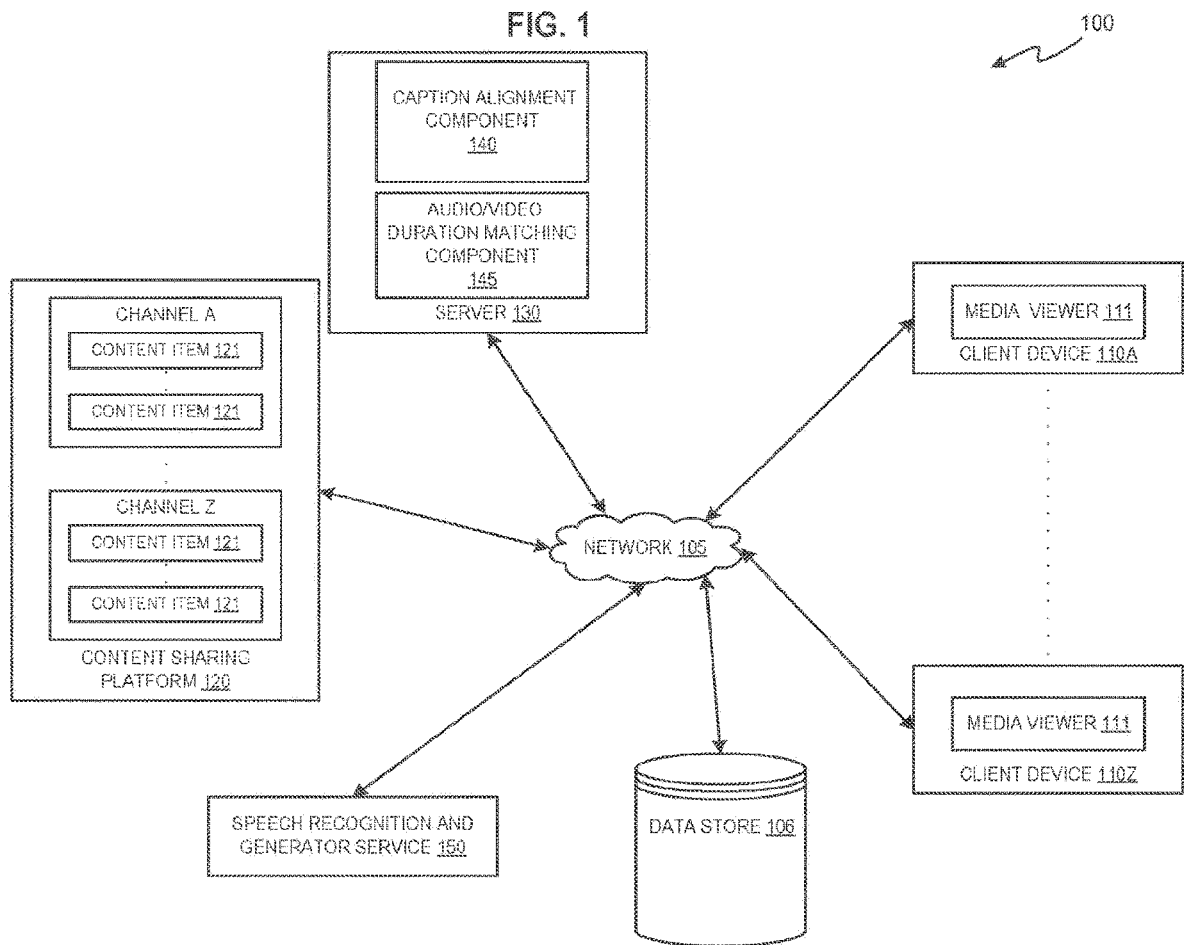 FIG. 1
100
CAPTION ALIGNMENT
COMPONENT
140
AUDIO/VIDEO
DURATION MATCHING
COMPONENT
145
SERVER 130
CHANNEL A
CONTENT ITEM 121
CONTENT ITEM 121
CHANNEL Z
CONTENT ITEM 121
CONTENT ITEM 121
CONTENT SHARING
PLATFORM 120
MEDIA VIEWER 111
CLIENT DEVICE 110A
NETWORK 105
MEDIA VIEWER 111
CLIENT DEVICE 110Z
SPEECH RECOGNITION AND
GENERATOR SERVICE 150
DATA STORE 106